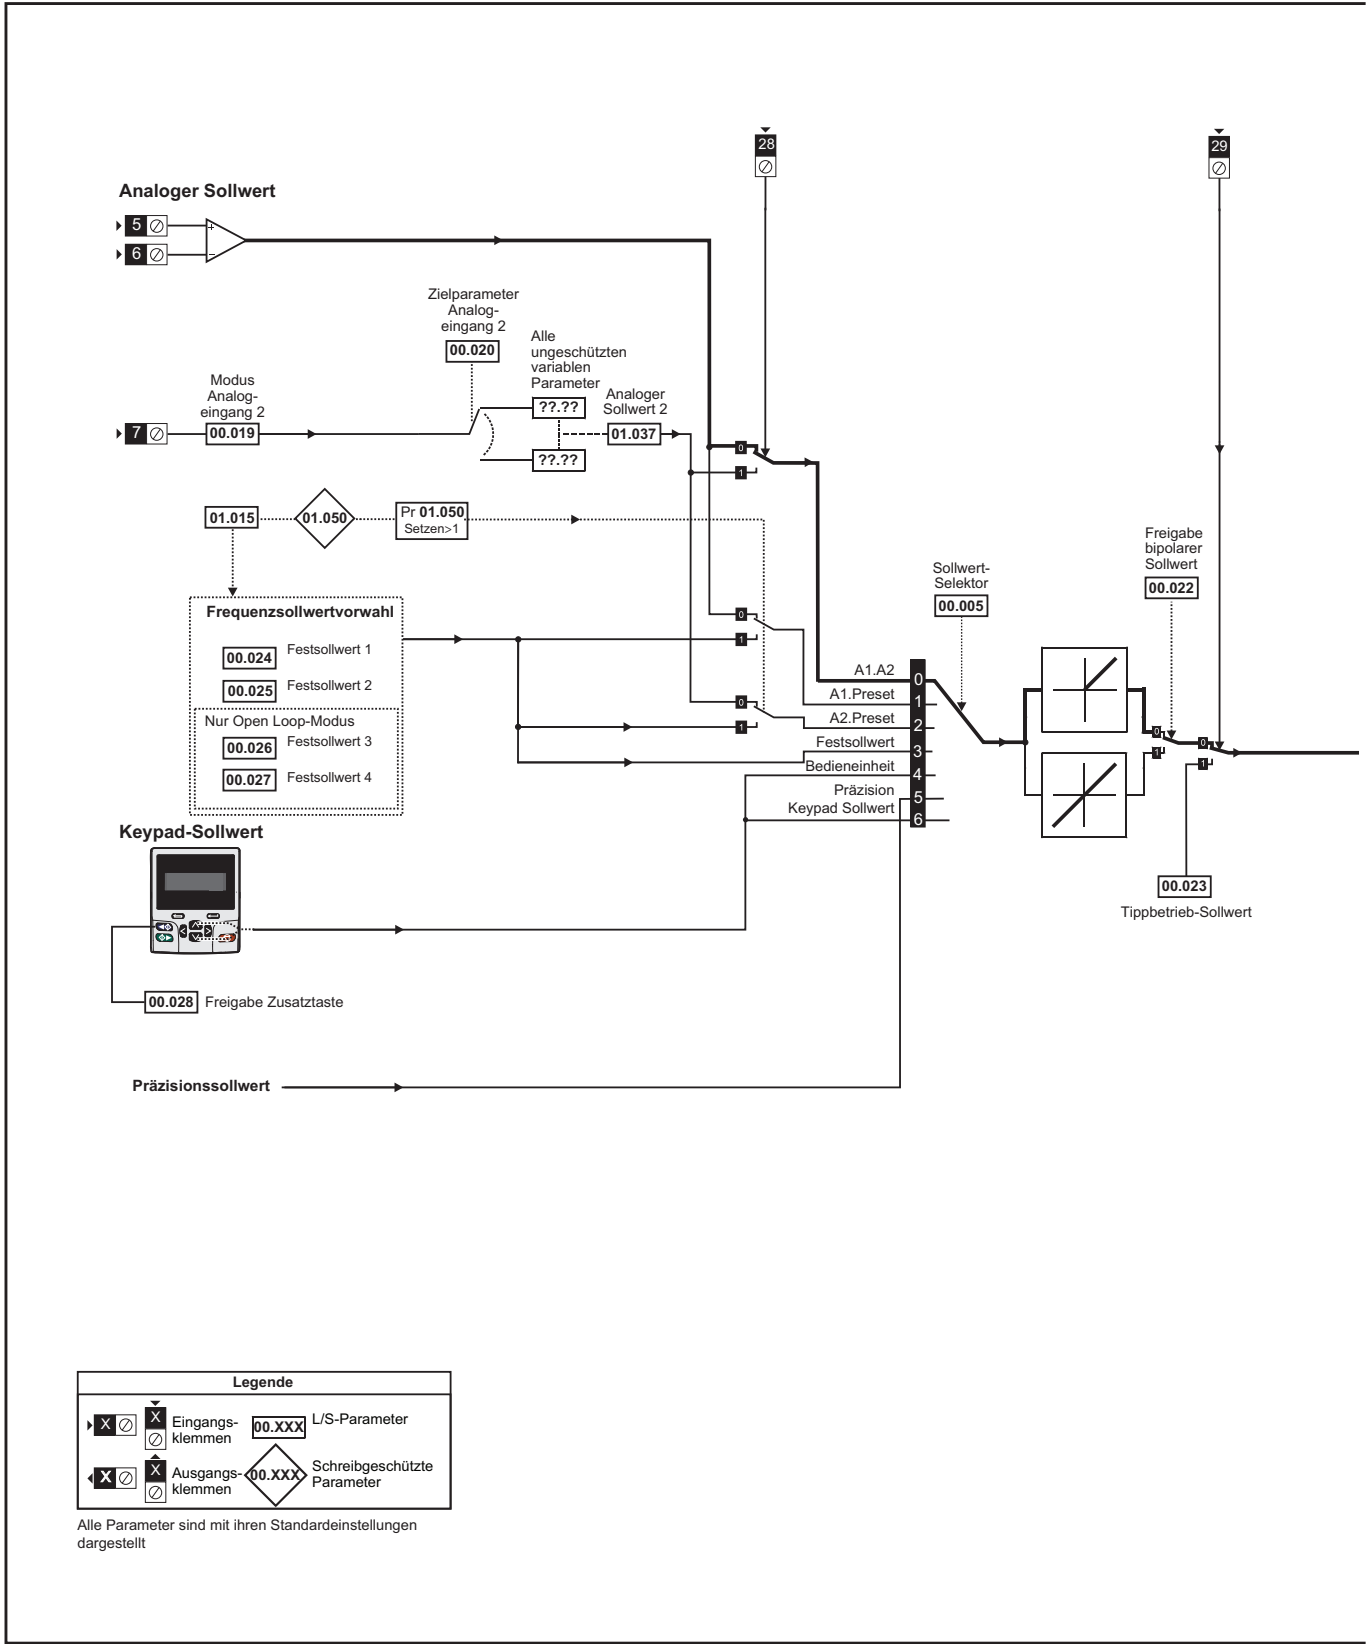 28
29
Analoger Sollwert
5
6
+
−
Zielparameter
Analog-
eingang 2
00.020
Alle
ungeschützten
variablen
Parameter
Modus
Analog-
eingang 2
Analoger
Sollwert 2
??.??
7
00.019
01.037
??.??
0
1
01.015
01.050
Pr 01.050
Setzen>1
Freigabe
bipolarer
Sollwert
00.022
Sollwert-
Selektor
00.005
Frequenzsollwertvorwahl
00.024 Festsollwert 1
00.025 Festsollwert 2
Nur Open Loop-Modus
00.026 Festsollwert 3
00.027 Festsollwert 4
0
1
0
1
A1.A2 0
A1.Preset 1
A2.Preset 2
Festsollwert 3
Bedieneinheit 4
Präzision 5
Keypad Sollwert 6
0
1
0
1
00.023
Tippbetrieb-Sollwert
Keypad-Sollwert
00.028 Freigabe Zusatztaste
Präzisionssollwert
Legende
X X Eingangs-
klemmen
00.XXX L/S-Parameter
X X Ausgangs-
klemmen
00.XXX Schreibgeschützte
Parameter
Alle Parameter sind mit ihren Standardeinstellungen
dargestellt